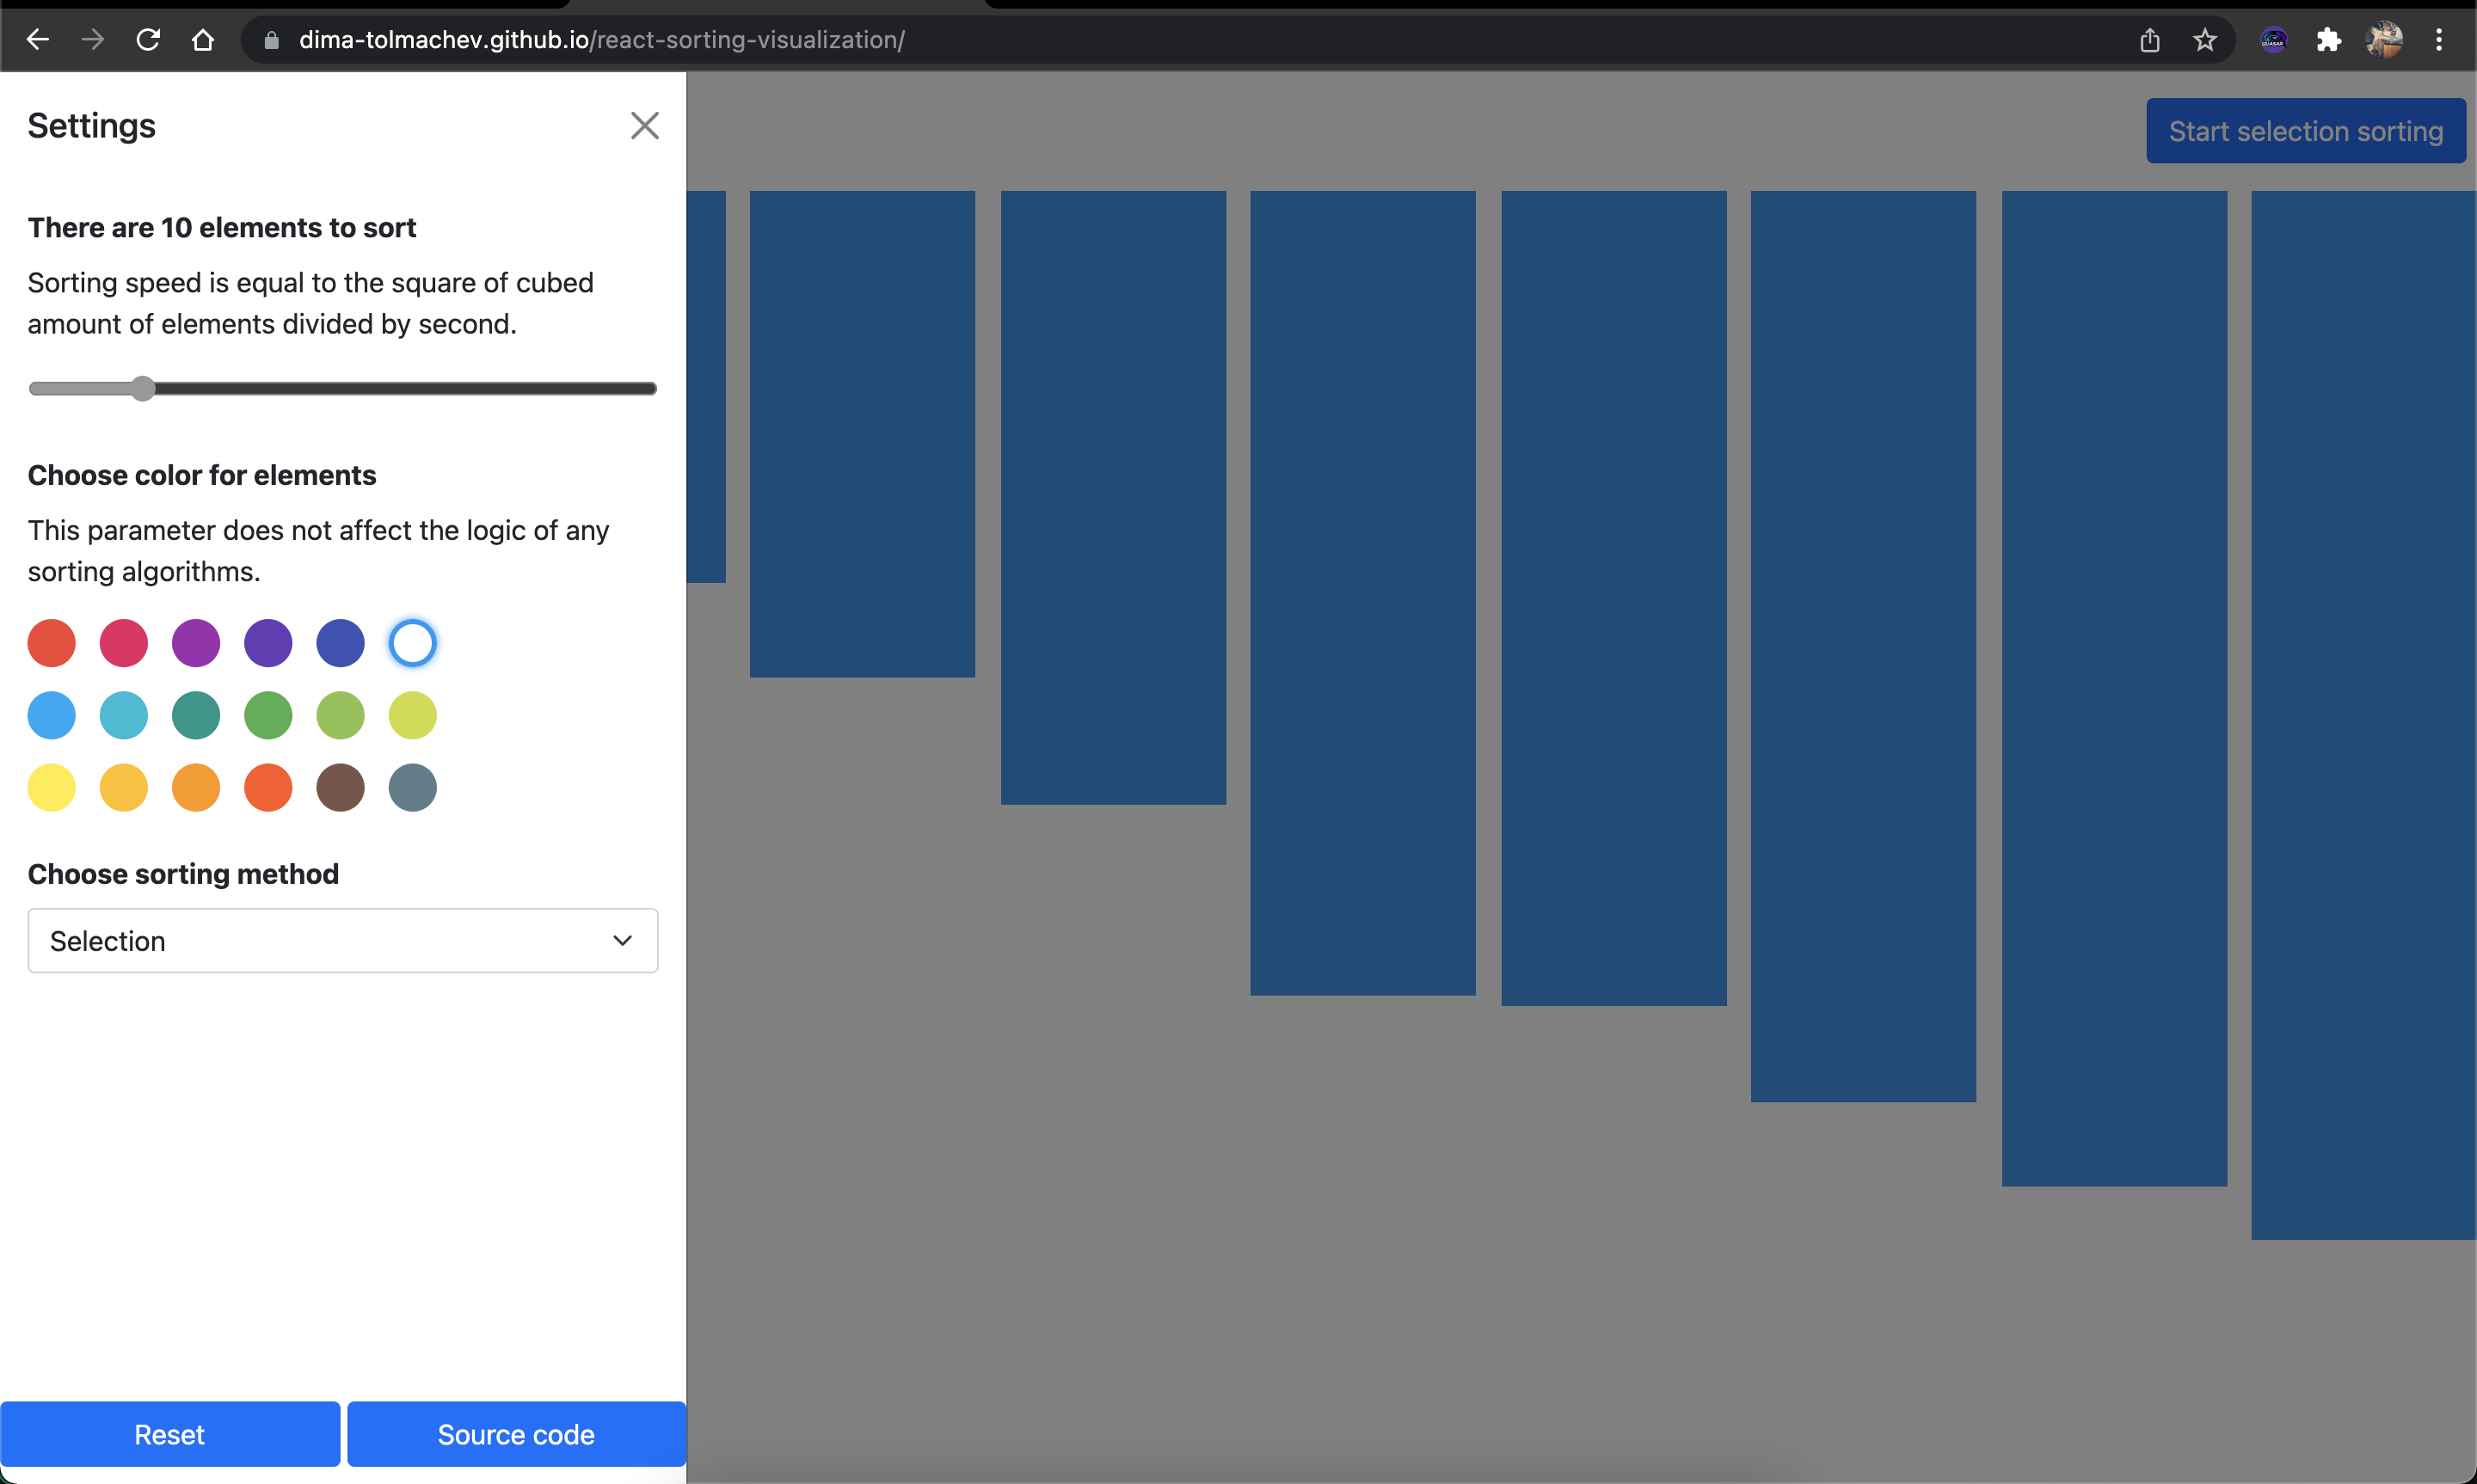 dima-tolmachev.github.io/react-sorting-visualization/
QUASAR
Settings
Start selection sorting
There are 10 elements to sort
Sorting speed is equal to the square of cubed
amount of elements divided by second.
Choose color for elements
This parameter does not affect the logic of any
sorting algorithms.
Choose sorting method
Selection
Reset
Source code